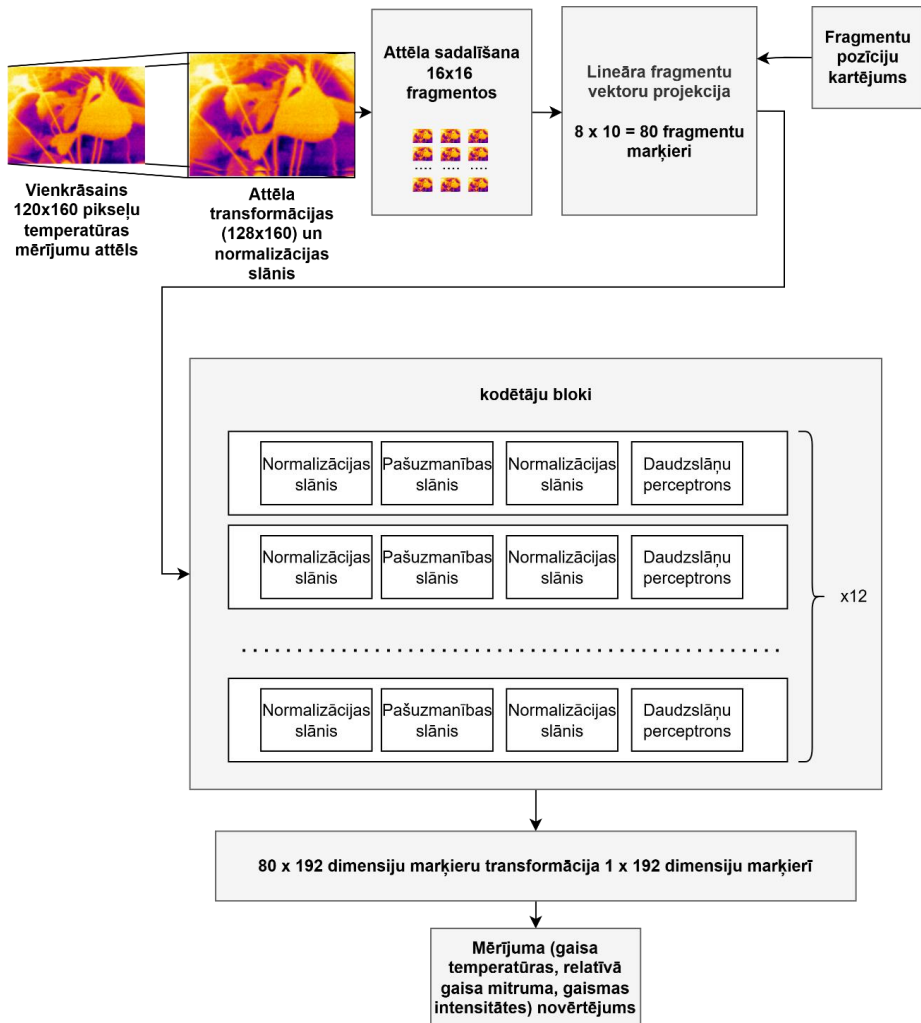 Vienkrāsains
120x160 pikseļu
temperatūras
mērījumu attēls
Attēla
transformācijas
(128x160) un
normalizācijas
slānis
Attēla sadalīšana
16x16
fragmentos
....
....
....
Lineāra fragmentu
vektoru projekcija
8 x 10 = 80 fragmentu
marķieri
Fragmentu
pozīciju
kartējums
kodētāju bloki
Normalizācijas
slānis
Pašuzmanības
slānis
Normalizācijas
slānis
Daudzslāņu
perceptrons
Normalizācijas
slānis
Pašuzmanības
slānis
Normalizācijas
slānis
Daudzslāņu
perceptrons
Normalizācijas
slānis
Pašuzmanības
slānis
Normalizācijas
slānis
Daudzslāņu
perceptrons
x12
80 x 192 dimensiju marķieru transformācija 1 x 192 dimensiju marķierī
Mērījuma (gaisa
temperatūras, relatīvā
gaisa mitruma, gaismas
intensitātes) novērtējums